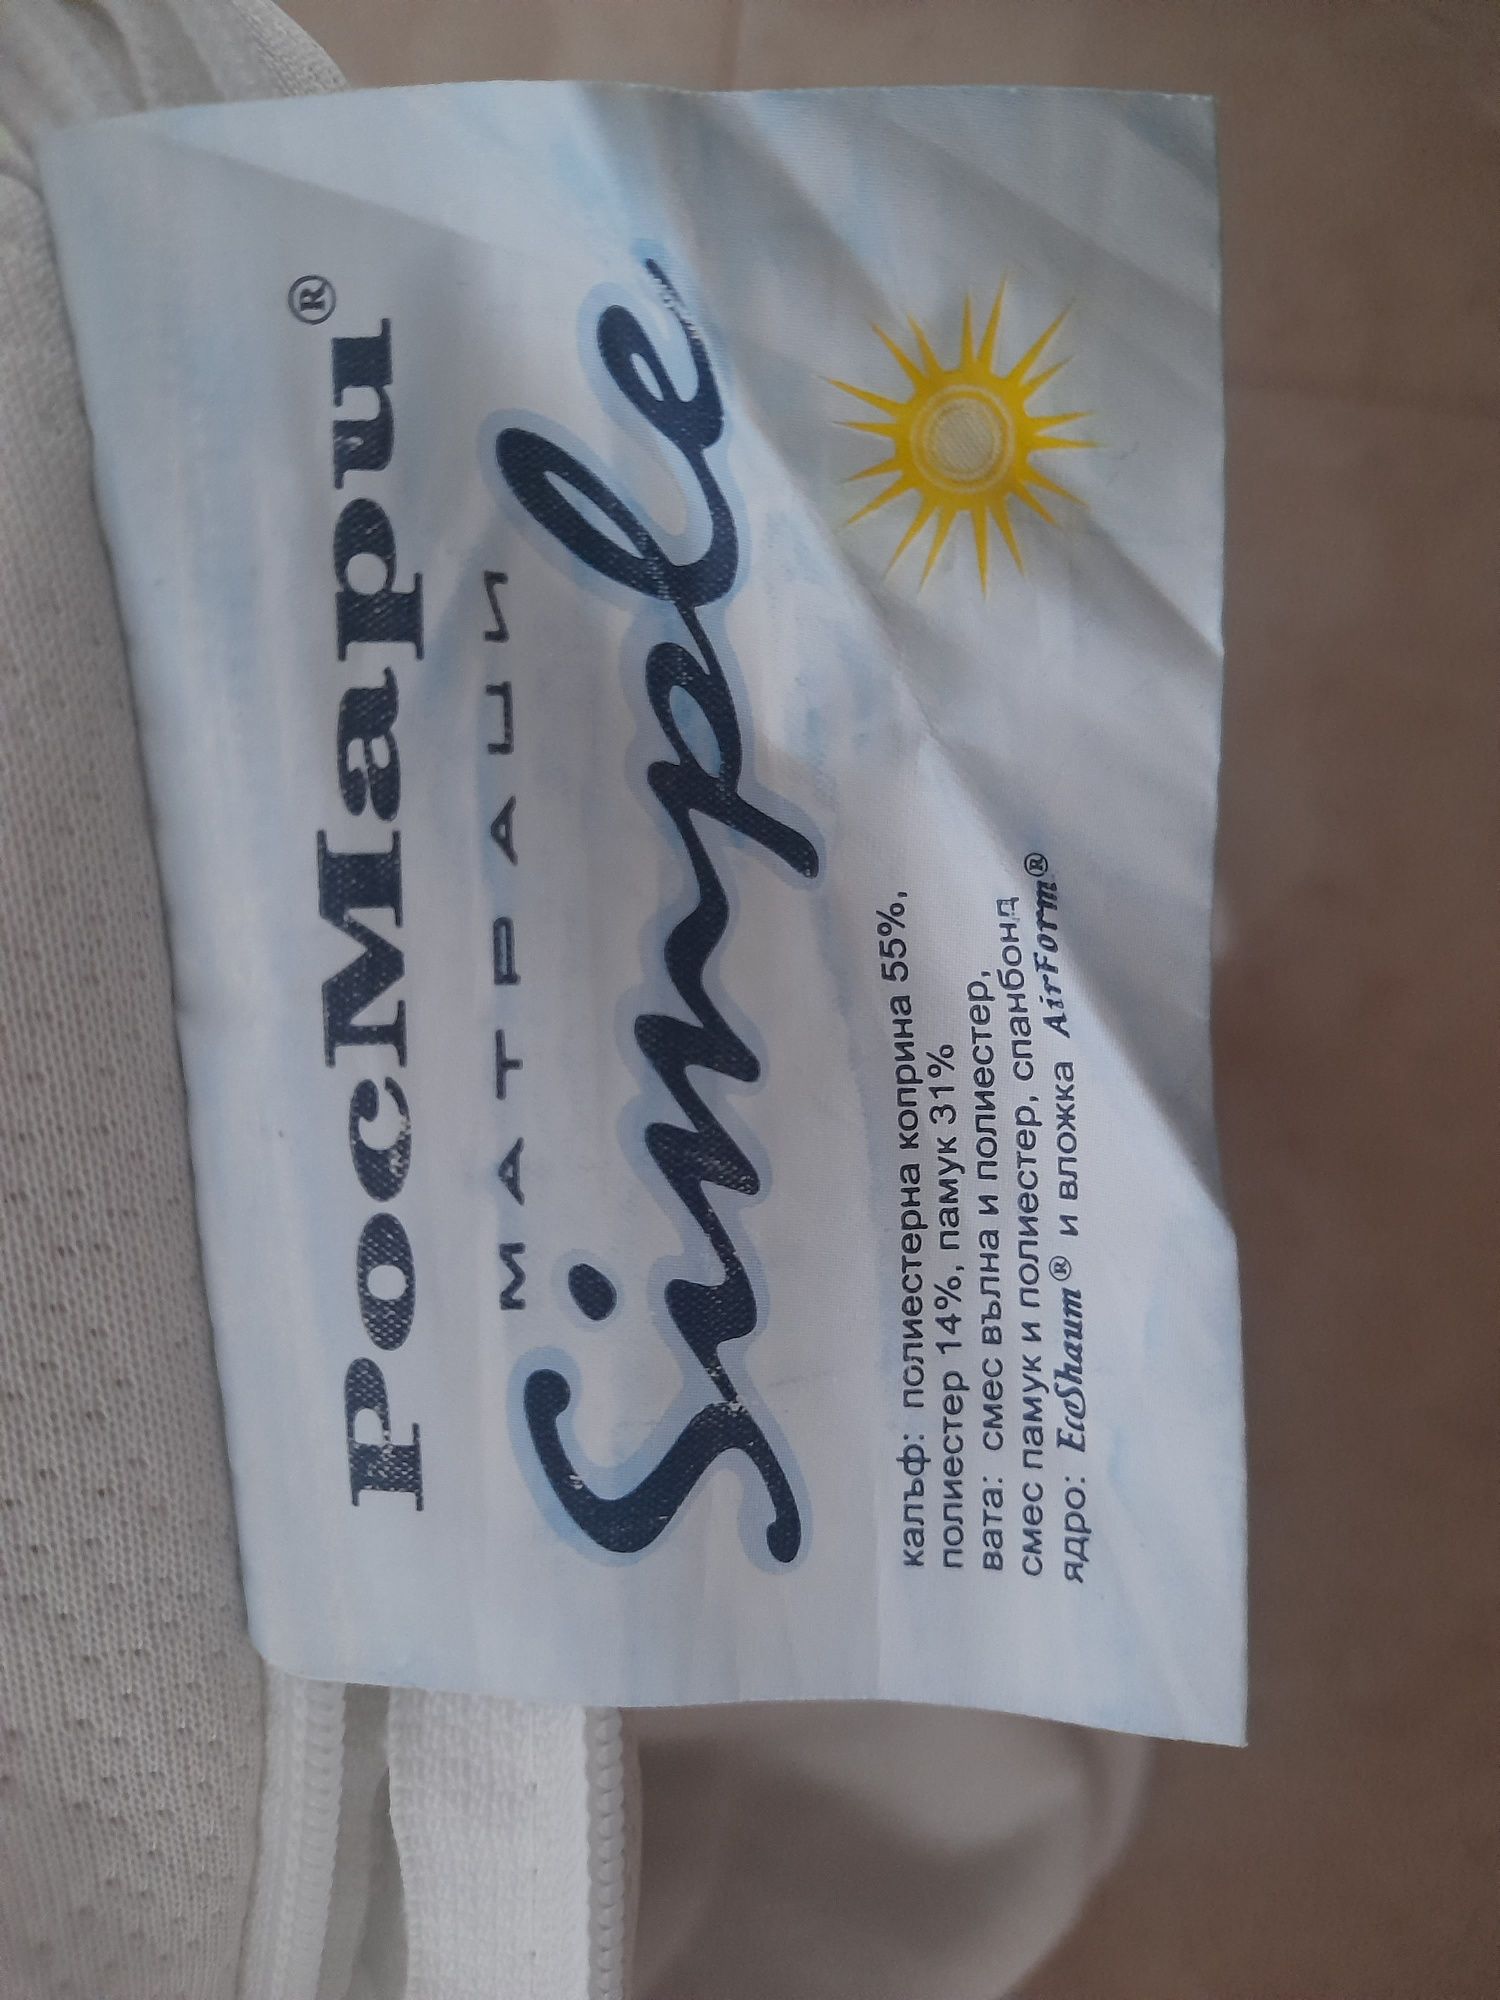 РосМари®
МАТРАЦИ
Simple
калъф: полиестерна коприна 55%,
полиестер 14%, памук 31%
вата: смес вълна и полиестер,
смес памук и полиестер, спанбонд
ядро: EcoShaum® и вложка AirForm®